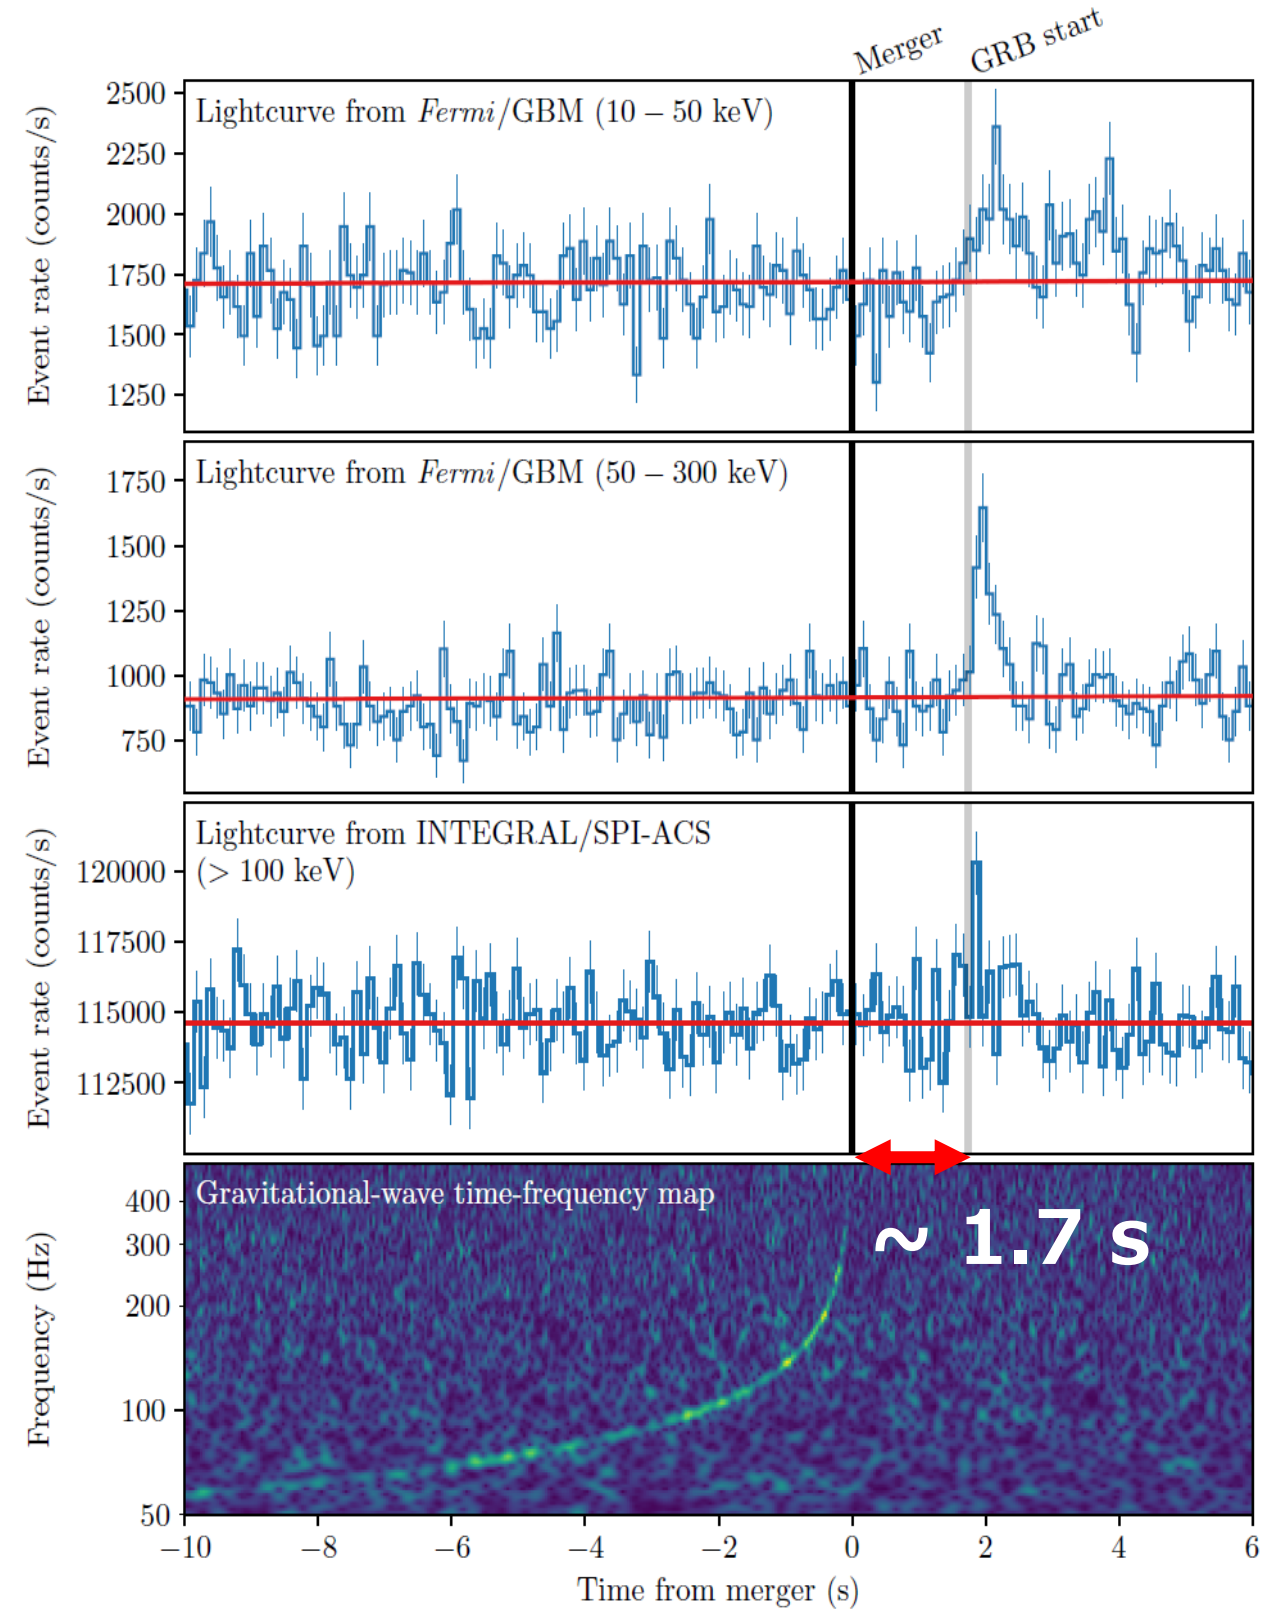 Merger
GRB start
Lightcurve from Fermi/GBM (10 – 50 keV)
Event rate (counts/s)
2500
2250
2000
1750
1500
1250
Lightcurve from Fermi/GBM (50 – 300 keV)
Event rate (counts/s)
1750
1500
1250
1000
750
Lightcurve from INTEGRAL/SPI-ACS
(> 100 keV)
Event rate (counts/s)
120000
117500
115000
112500
Gravitational-wave time-frequency map
~ 1.7 s
Frequency (Hz)
400
300
200
100
50
−10 −8 −6 −4 −2 0 2 4 6
Time from merger (s)